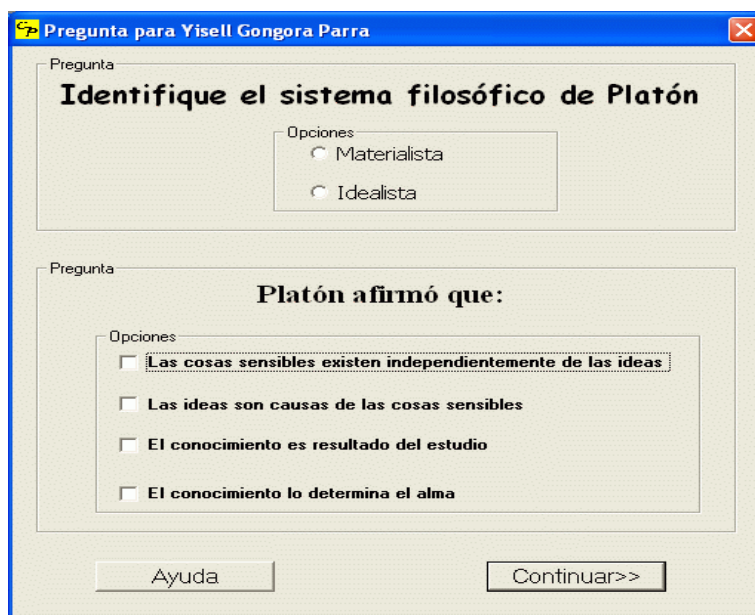 CP Pregunta para Yisell Gongora Parra
Pregunta
Identifique el sistema filosófico de Platón
Opciones
Materialista
Idealista
Pregunta
Platón afirmó que:
Opciones
Las cosas sensibles existen independientemente de las ideas
Las ideas son causas de las cosas sensibles
El conocimiento es resultado del estudio
El conocimiento lo determina el alma
Ayuda
Continuar>>